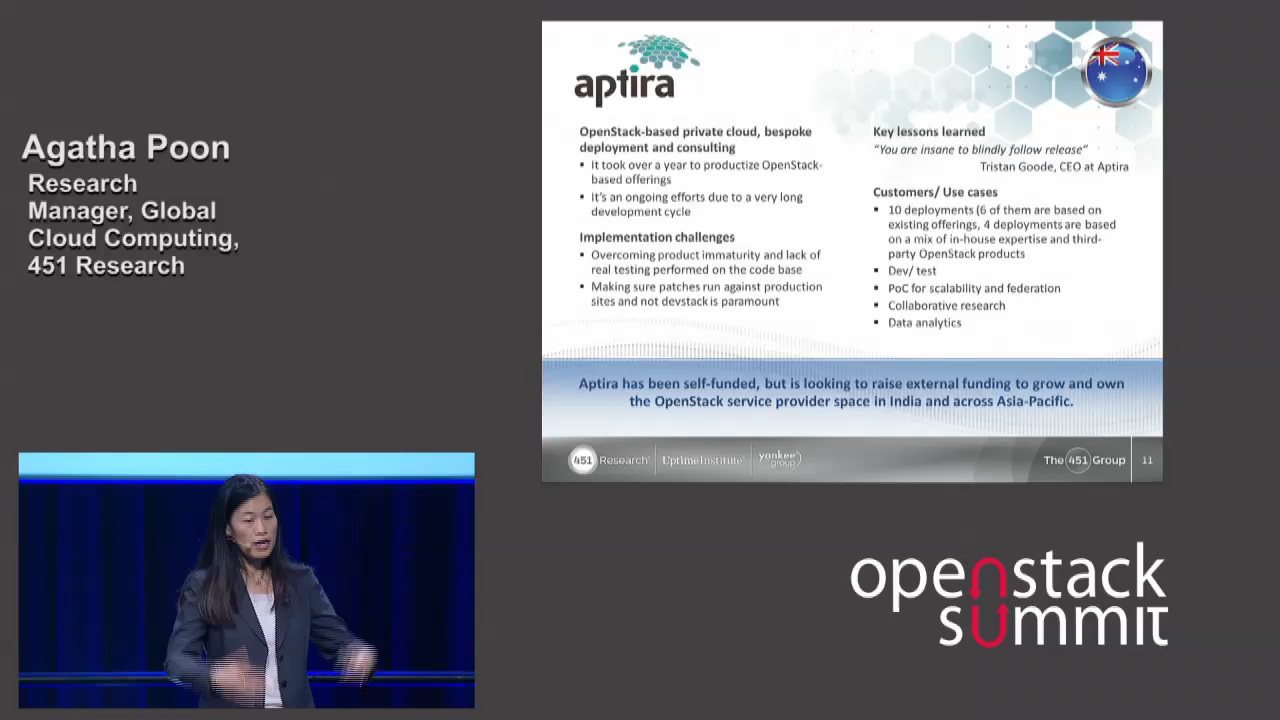 Agatha Poon
Research
Manager, Global
Cloud Computing,
451 Research
aptira
OpenStack-based private cloud, bespoke
deployment and consulting
▪ It took over a year to productize OpenStack-
based offerings
▪ It's an ongoing efforts due to a very long
development cycle
Implementation challenges
▪ Overcoming product immaturity and lack of
real testing performed on the code base
▪ Making sure patches run against production
sites and not devstack is paramount
Key lessons learned
“You are insane to blindly follow release“
Tristan Goode, CEO at Aptira
Customers/ Use cases
▪ 10 deployments (6 of them are based on
existing offerings, 4 deployments are based
on a mix of in-house expertise and third-
party OpenStack products
▪ Dev/ test
▪ PoC for scalability and federation
▪ Collaborative research
▪ Data analytics
Aptira has been self-funded, but is looking to raise external funding to grow and own
the OpenStack service provider space in India and across Asia-Pacific.
451 Research
UptimeInstitute
yankee
group
The 451 Group
11
openstack
summit